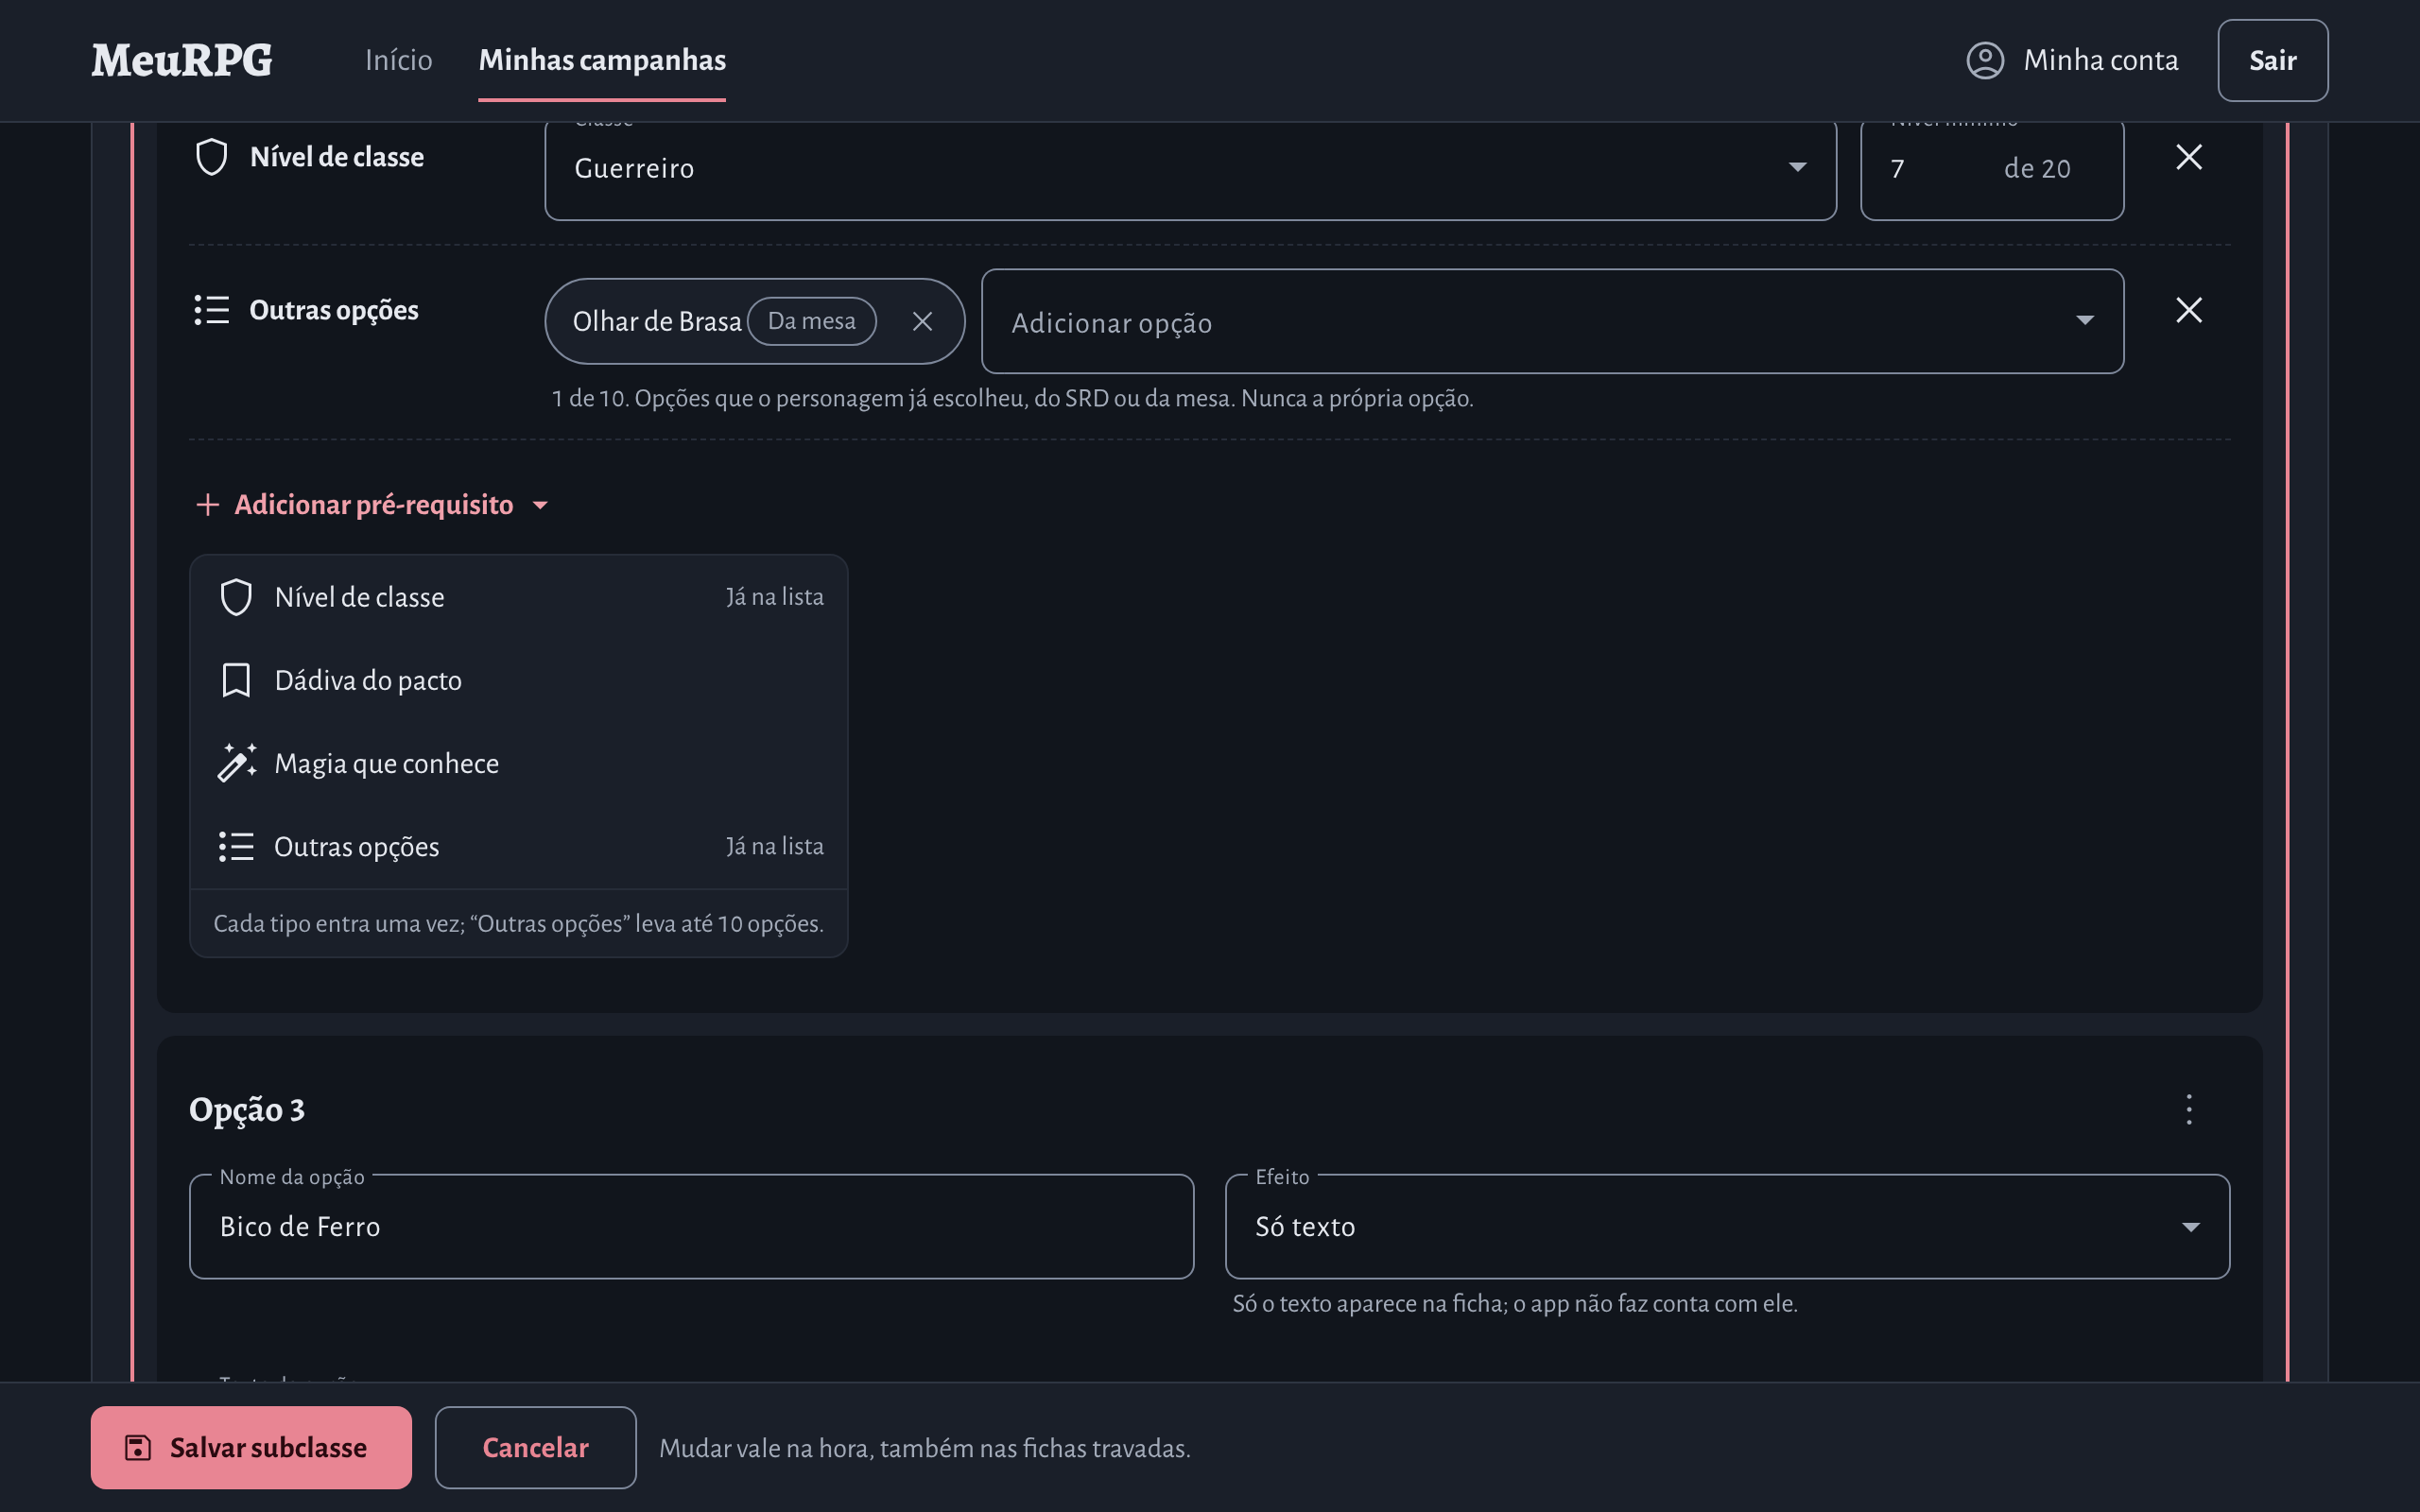 MeuRPG
Início
Minhas campanhas
Minha conta
Sair
Nível de classe
Guerreiro
7
de 20
Outras opções
Olhar de Brasa
Da mesa
Adicionar opção
1 de 10. Opções que o personagem já escolheu, do SRD ou da mesa. Nunca a própria opção.
Adicionar pré-requisito
Nível de classe
Já na lista
Dádiva do pacto
Magia que conhece
Outras opções
Já na lista
Cada tipo entra uma vez; “Outras opções” leva até 10 opções.
Opção 3
Nome da opção
Bico de Ferro
Efeito
Só texto
Só o texto aparece na ficha; o app não faz conta com ele.
Salvar subclasse
Cancelar
Mudar vale na hora, também nas fichas travadas.